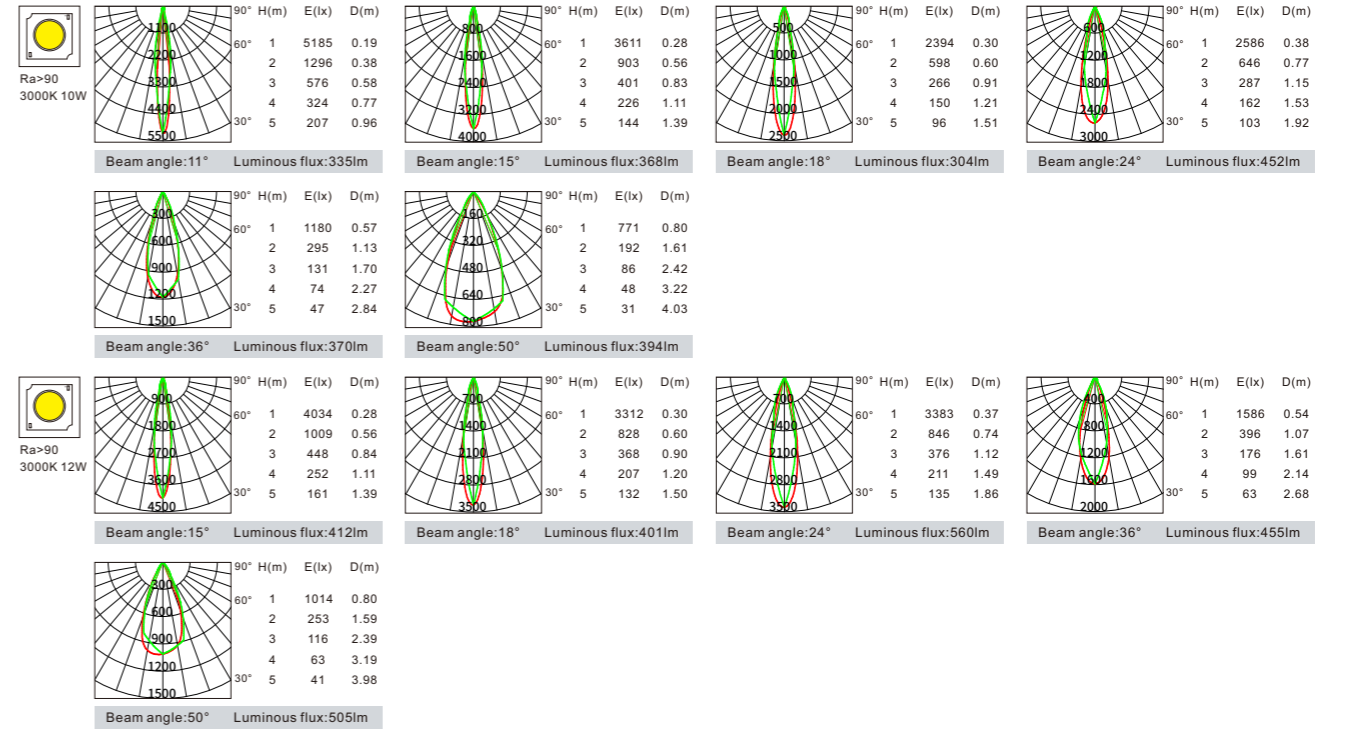 Ra>90
3000K 10W
1100
2200
3300
4400
5500
90°
60°
30°
H(m) E(lx) D(m)
1 5185 0.19
2 1296 0.38
3 576 0.58
4 324 0.77
5 207 0.96
Beam angle:11° Luminous flux:335lm
800
1600
2400
3200
4000
90°
60°
30°
H(m) E(lx) D(m)
1 3611 0.28
2 903 0.56
3 401 0.83
4 226 1.11
5 144 1.39
Beam angle:15° Luminous flux:368lm
500
1000
1500
2000
2500
90°
60°
30°
H(m) E(lx) D(m)
1 2394 0.30
2 598 0.60
3 266 0.91
4 150 1.21
5 96 1.51
Beam angle:18° Luminous flux:304lm
600
1200
1800
2400
3000
90°
60°
30°
H(m) E(lx) D(m)
1 2586 0.38
2 646 0.77
3 287 1.15
4 162 1.53
5 103 1.92
Beam angle:24° Luminous flux:452lm
300
600
900
1200
1500
90°
60°
30°
H(m) E(lx) D(m)
1 1180 0.57
2 295 1.13
3 131 1.70
4 74 2.27
5 47 2.84
Beam angle:36° Luminous flux:370lm
160
320
480
640
800
90°
60°
30°
H(m) E(lx) D(m)
1 771 0.80
2 192 1.61
3 86 2.42
4 48 3.22
5 31 4.03
Beam angle:50° Luminous flux:394lm
Ra>90
3000K 12W
900
1800
2700
3600
4500
90°
60°
30°
H(m) E(lx) D(m)
1 4034 0.28
2 1009 0.56
3 448 0.84
4 252 1.11
5 161 1.39
Beam angle:15° Luminous flux:412lm
700
1400
2100
2800
3500
90°
60°
30°
H(m) E(lx) D(m)
1 3312 0.30
2 828 0.60
3 368 0.90
4 207 1.20
5 132 1.50
Beam angle:18° Luminous flux:401lm
700
1400
2100
2800
3500
90°
60°
30°
H(m) E(lx) D(m)
1 3383 0.37
2 846 0.74
3 376 1.12
4 211 1.49
5 135 1.86
Beam angle:24° Luminous flux:560lm
400
800
1200
1600
2000
90°
60°
30°
H(m) E(lx) D(m)
1 1586 0.54
2 396 1.07
3 176 1.61
4 99 2.14
5 63 2.68
Beam angle:36° Luminous flux:455lm
300
600
900
1200
1500
90°
60°
30°
H(m) E(lx) D(m)
1 1014 0.80
2 253 1.59
3 116 2.39
4 63 3.19
5 41 3.98
Beam angle:50° Luminous flux:505lm